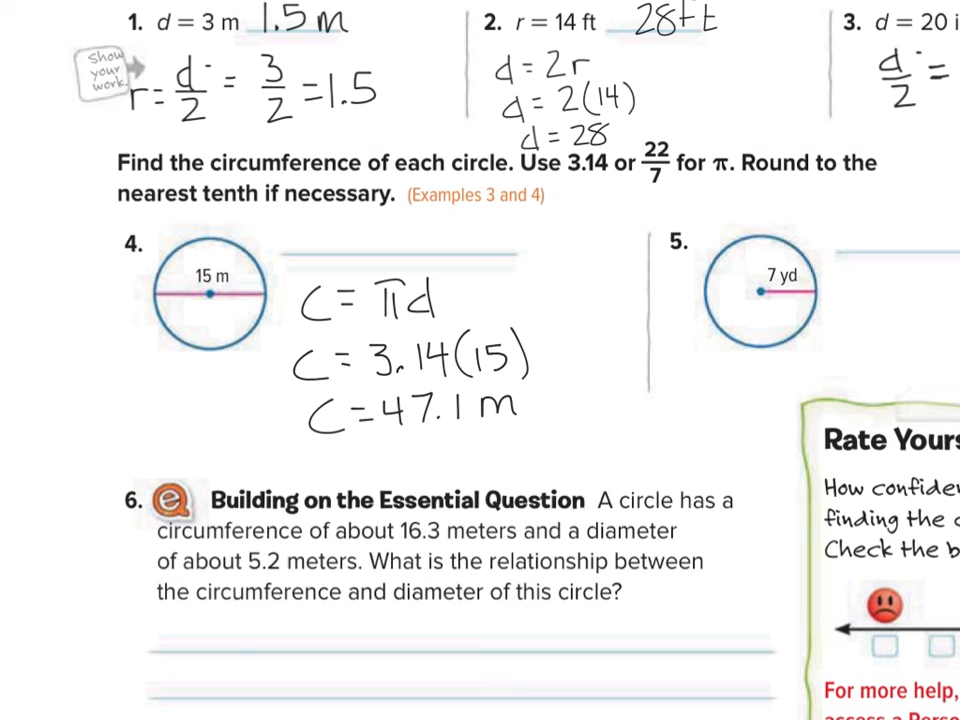 1. d = 3 m 1.5 m
show your work.
r = d/2 = 3/2 = 1.5
2. r = 14 ft 28 ft
d = 2r
d = 2(14)
d = 28
3. d = 20 i
d/2 =
Find the circumference of each circle. Use 3.14 or 22/7 for π. Round to the
nearest tenth if necessary. (Examples 3 and 4)
4.
15 m
C = πd
C = 3.14(15)
C = 47.1 m
5.
7 yd
6. e Building on the Essential Question A circle has a
circumference of about 16.3 meters and a diameter
of about 5.2 meters. What is the relationship between
the circumference and diameter of this circle?
Rate Yours
How confiden
finding the c
Check the b
For more help,
access a Perso